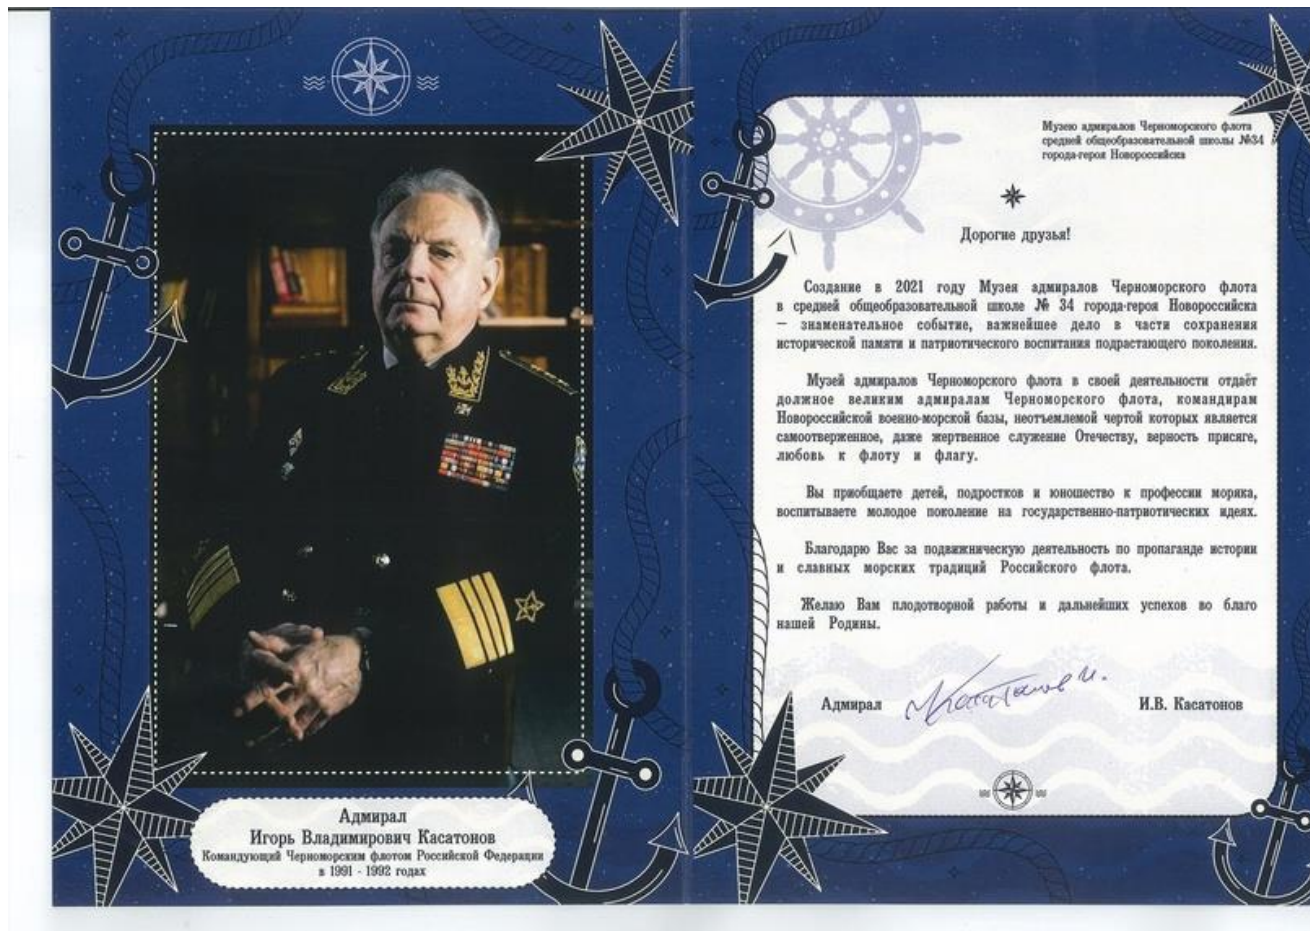 Адмирал
Игорь Владимирович Касатонов
Командующий Черноморским флотом Российской Федерации
в 1991 - 1992 годах
Музею адмиралов Черноморского флота
средней общеобразовательной школы №34
города-героя Новороссийска
Дорогие друзья!
Создание в 2021 году Музея адмиралов Черноморского флота
в средней общеобразовательной школе № 34 города-героя Новороссийска
— знаменательное событие, важнейшее дело в части сохранения
исторической памяти и патриотического воспитания подрастающего поколения.
Музей адмиралов Черноморского флота в своей деятельности отдаёт
должное великим адмиралам Черноморского флота, командирам
Новороссийской военно-морской базы, неотъемлемой чертой которых является
самоотверженное, даже жертвенное служение Отечеству, верность присяге,
любовь к флоту и флагу.
Вы приобщаете детей, подростков и юношество к профессии моряка,
воспитываете молодое поколение на государственно-патриотических идеях.
Благодарю Вас за подвижническую деятельность по пропаганде истории
и славных морских традиций Российского флота.
Желаю Вам плодотворной работы и дальнейших успехов во благо
нашей Родины.
Адмирал Касатонов И. И.В. Касатонов